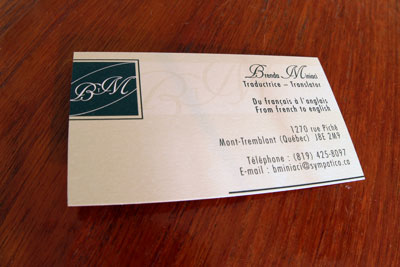 B.M
Brenda Miniaci
Traductrice – Translator
Du français à l'anglais
From french to english
1270 rue Piché
Mont-Tremblant (Québec) J8E 2M9
Téléphone : (819) 425-8097
E-mail : bminiaci@sympatico.ca